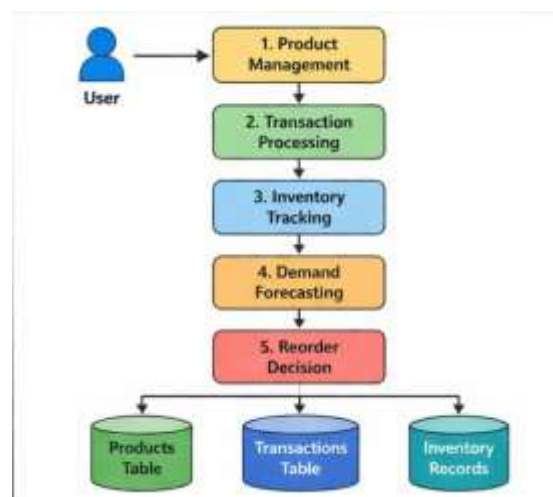 User
1. Product
Management
2. Transaction
Processing
3. Inventory
Tracking
4. Demand
Forecasting
5. Reorder
Decision
Products
Table
Transactions
Table
Inventory
Records